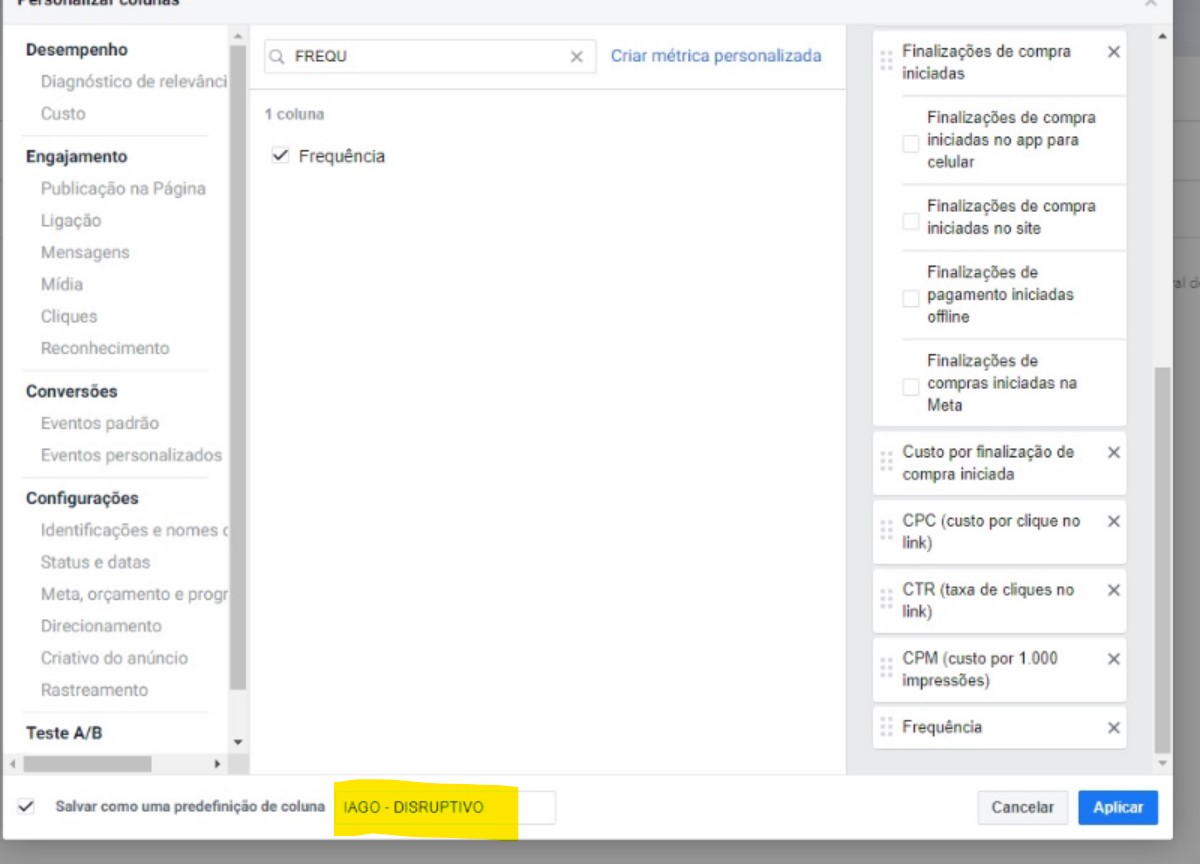 Personalizar colunas
Desempenho
Diagnóstico de relevânci
Custo
Engajamento
Publicação na Página
Ligação
Mensagens
Mídia
Cliques
Reconhecimento
Conversões
Eventos padrão
Eventos personalizados
Configurações
Identificações e nomes
Status e datas
Meta, orçamento e progr
Direcionamento
Criativo do anúncio
Rastreamento
Teste A/B
FREQU
Criar métrica personalizada
1 coluna
Frequência
Finalizações de compra
iniciadas
Finalizações de compra
iniciadas no app para
celular
Finalizações de compra
iniciadas no site
Finalizações de
pagamento iniciadas
offline
Finalizações de
compras iniciadas na
Meta
Custo por finalização de
compra iniciada
CPC (custo por clique no
link)
CTR (taxa de cliques no
link)
CPM (custo por 1.000
impressões)
Frequência
Salvar como uma predefinição de coluna
IAGO - DISRUPTIVO
Cancelar
Aplicar